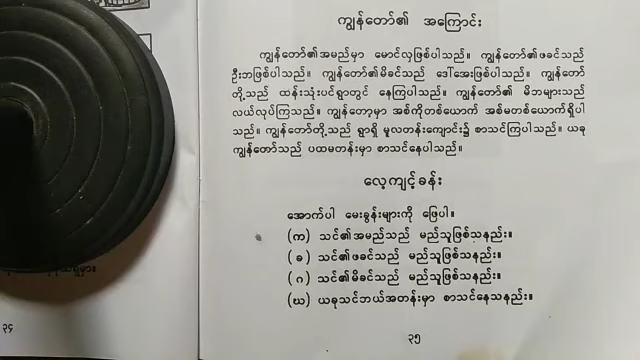 ကျွန်တော်၏ အကြောင်း
ကျွန်တော်၏အမည်မှာ မောင်လှဖြစ်ပါသည်။ ကျွန်တော်၏ဖခင်သည်
ဦးဘဖြစ်ပါသည်။ ကျွန်တော်၏မိခင်သည် ဒေါ်အေးဖြစ်ပါသည်။ ကျွန်တော်
တို့သည် ထန်းသုံးပင်ရွာတွင် နေကြပါသည်။ ကျွန်တော်၏ မိဘများသည်
လယ်လုပ်ကြသည်။ ကျွန်တော့မှာ အစ်ကိုတစ်ယောက် အစ်မတစ်ယောက်ရှိပါ
သည်။ ကျွန်တော်တို့သည် ရွာရှိ မူလတန်းကျောင်း၌ စာသင်ကြပါသည်။ ယခု
ကျွန်တော်သည် ပထမတန်းမှာ စာသင်နေပါသည်။
လေ့ကျင့်ခန်း
အောက်ပါ မေးခွန်းများကို ဖြေပါ။
(က) သင်၏အမည်သည် မည်သူဖြစ်သနည်း။
(ခ) သင်၏ဖခင်သည် မည်သူဖြစ်သနည်း။
(ဂ) သင်၏မိခင်သည် မည်သူဖြစ်သနည်း။
(ဃ) ယခုသင်ဘယ်အတန်းမှာ စာသင်နေသနည်း။
၃၄
၃၅